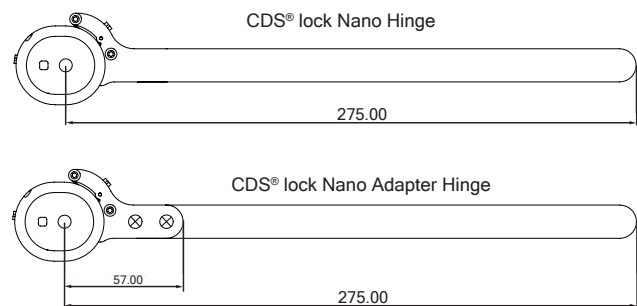 CDS® lock Nano Hinge
275.00
CDS® lock Nano Adapter Hinge
57.00
275.00